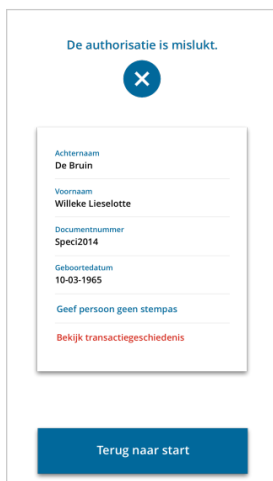 De authorisatie is mislukt.
Achternaam
De Bruin
Voornaam
Willeke Lieselotte
Documentnummer
Speci2014
Geboortedatum
10-03-1965
Geef persoon geen stempas
Bekijk transactiegeschiedenis
Terug naar start